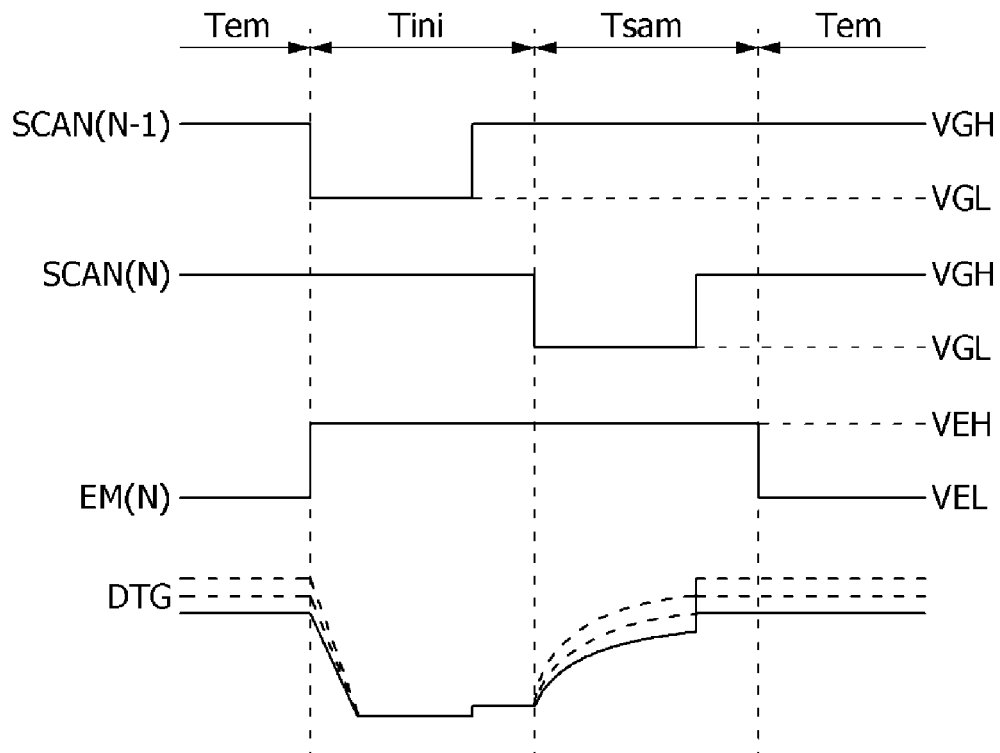 Tem Tini Tsam Tem
SCAN(N-1) VGH
VGL
SCAN(N) VGH
VGL
VEH
EM(N) VEL
DTG